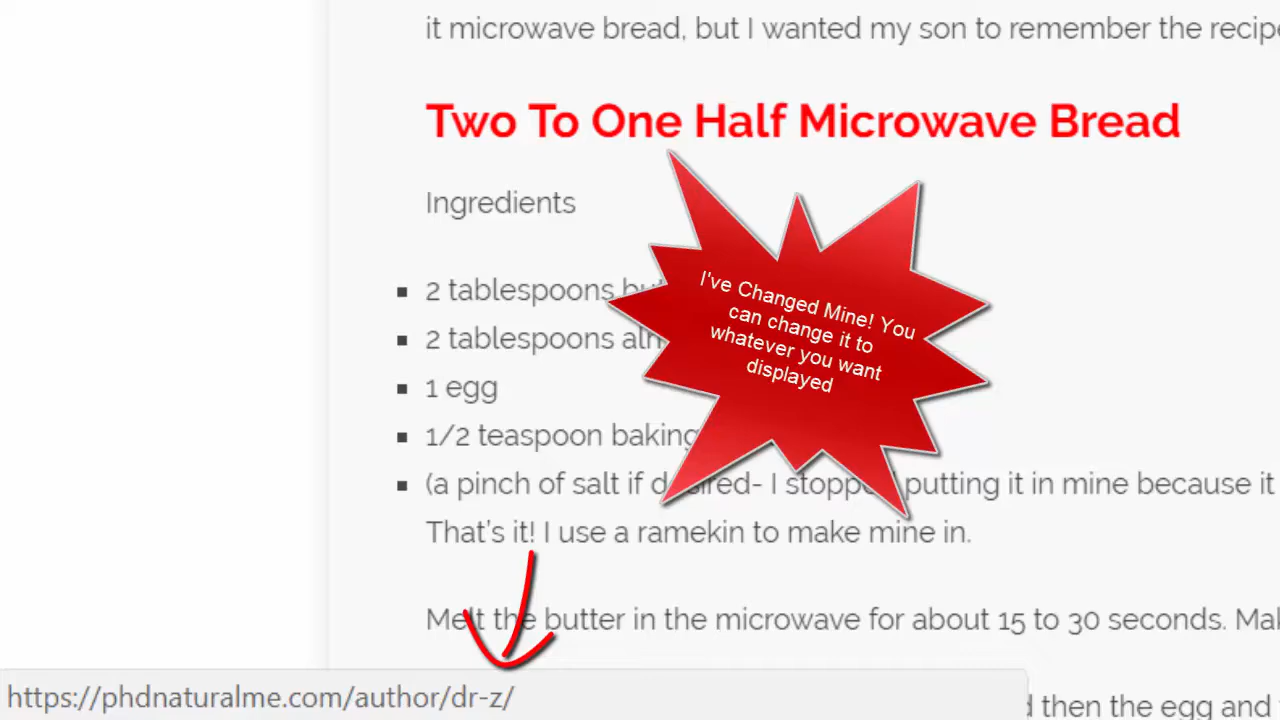 it microwave bread, but I wanted my son to remember the recipe
Two To One Half Microwave Bread
Ingredients
2 tablespoons
2 tablespoons
1 egg
1/2 teaspoon baking
(a pinch of salt if desired- I stopped putting it in mine because it
That's it! I use a ramekin to make mine in.
Melt the butter in the microwave for about 15 to 30 seconds.
then the egg and
I've Changed Mine! You
can change it to
whatever you want
displayed
https://phdnaturalme.com/author/dr-z/